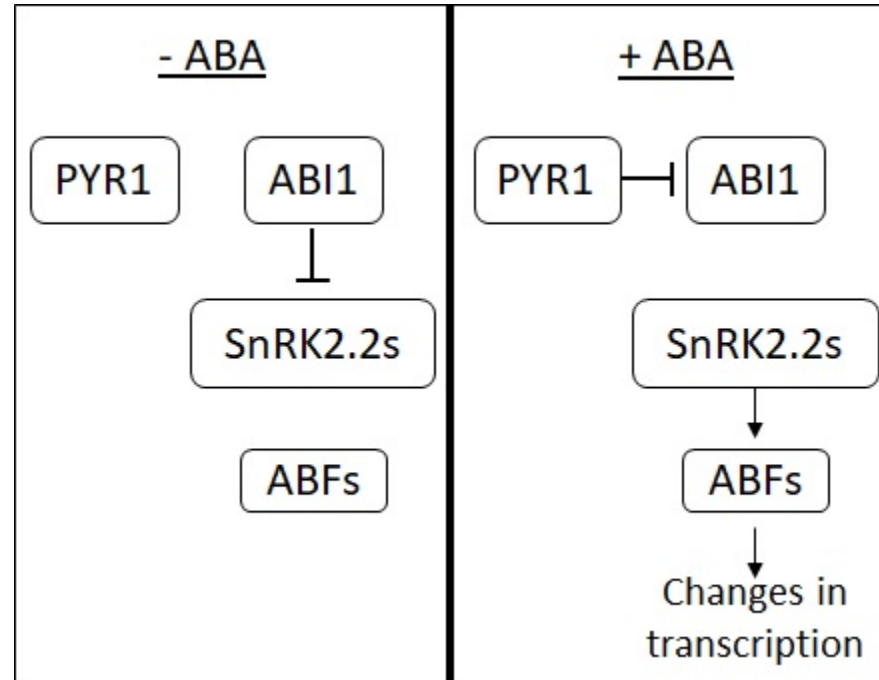 - ABA
PYR1
ABI1
SnRK2.2s
ABFs
+ ABA
PYR1
ABI1
SnRK2.2s
ABFs
Changes in
transcription